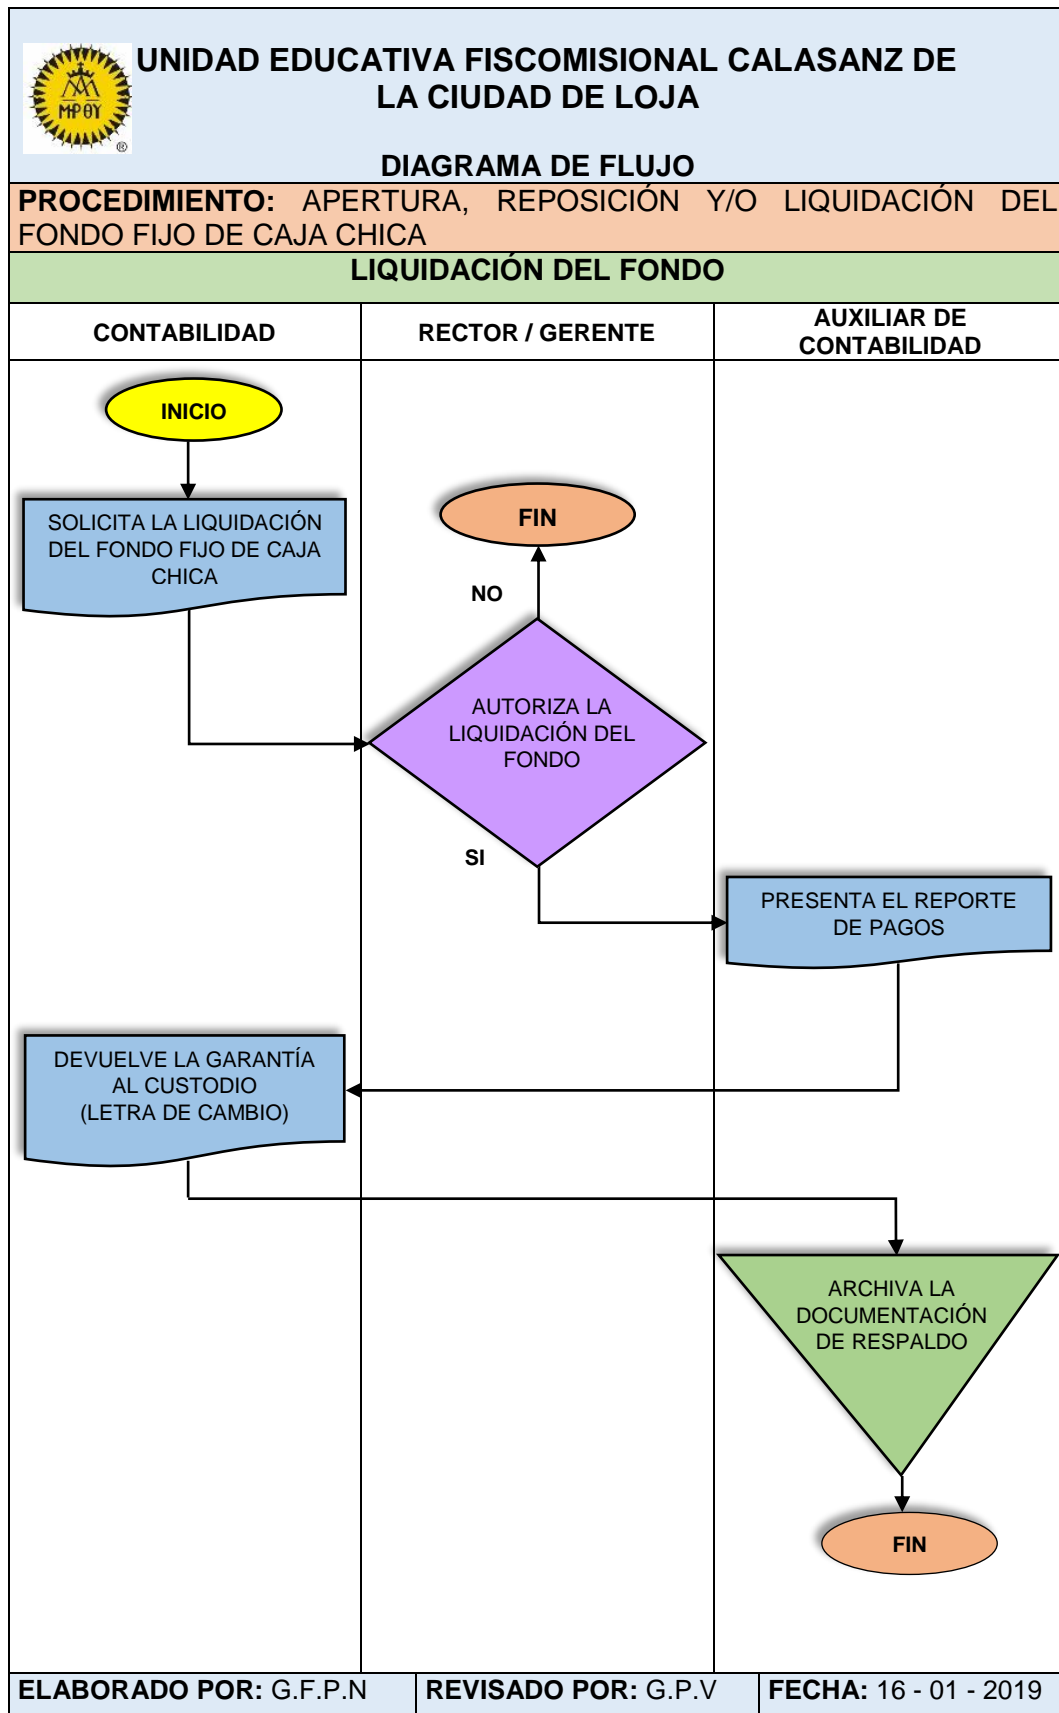 UNIDAD EDUCATIVA FISCOMISIONAL CALASANZ DE
LA CIUDAD DE LOJA
MP ΘY
®
DIAGRAMA DE FLUJO
PROCEDIMIENTO: APERTURA, REPOSICIÓN Y/O LIQUIDACIÓN DEL
FONDO FIJO DE CAJA CHICA
LIQUIDACIÓN DEL FONDO
CONTABILIDAD
RECTOR / GERENTE
AUXILIAR DE
CONTABILIDAD
INICIO
SOLICITA LA LIQUIDACIÓN
DEL FONDO FIJO DE CAJA
CHICA
FIN
NO
AUTORIZA LA
LIQUIDACIÓN DEL
FONDO
SI
PRESENTA EL REPORTE
DE PAGOS
DEVUELVE LA GARANTÍA
AL CUSTODIO
(LETRA DE CAMBIO)
ARCHIVA LA
DOCUMENTACIÓN
DE RESPALDO
FIN
ELABORADO POR: G.F.P.N
REVISADO POR: G.P.V
FECHA: 16 - 01 - 2019